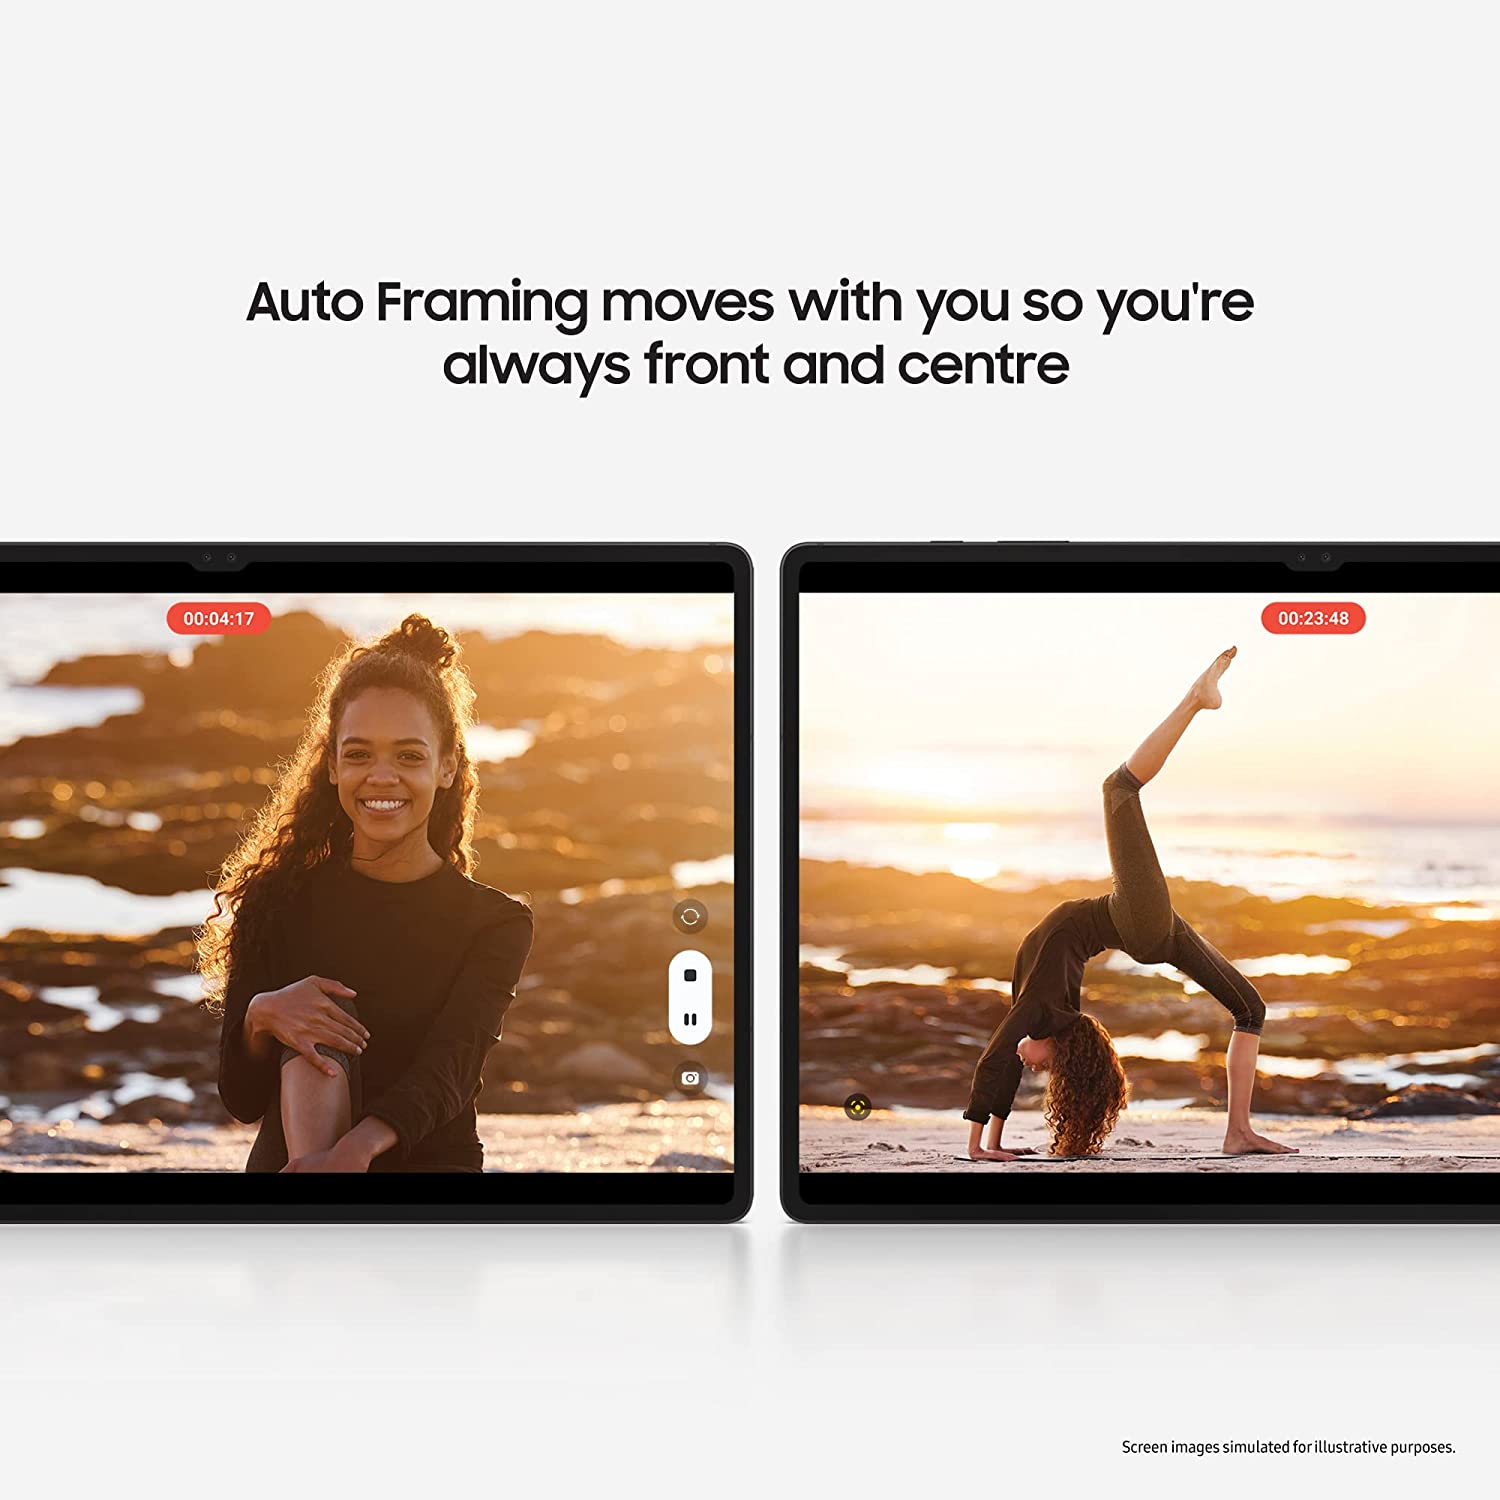 Auto Framing moves with you so you're
always front and centre
00:04:17
00:23:48
Screen images simulated for illustrative purposes.